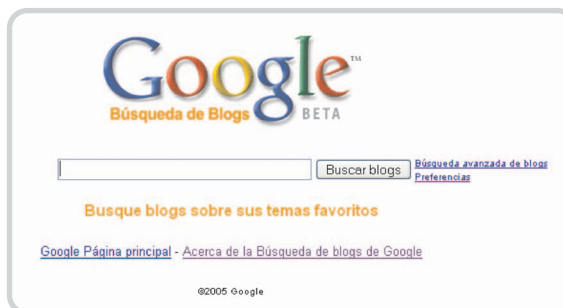 Google™
Búsqueda de Blogs BETA
Buscar blogs Búsqueda avanzada de blogs
Preferencias
Busque blogs sobre sus temas favoritos
Google Página principal - Acerca de la Búsqueda de blogs de Google
©2005 Google